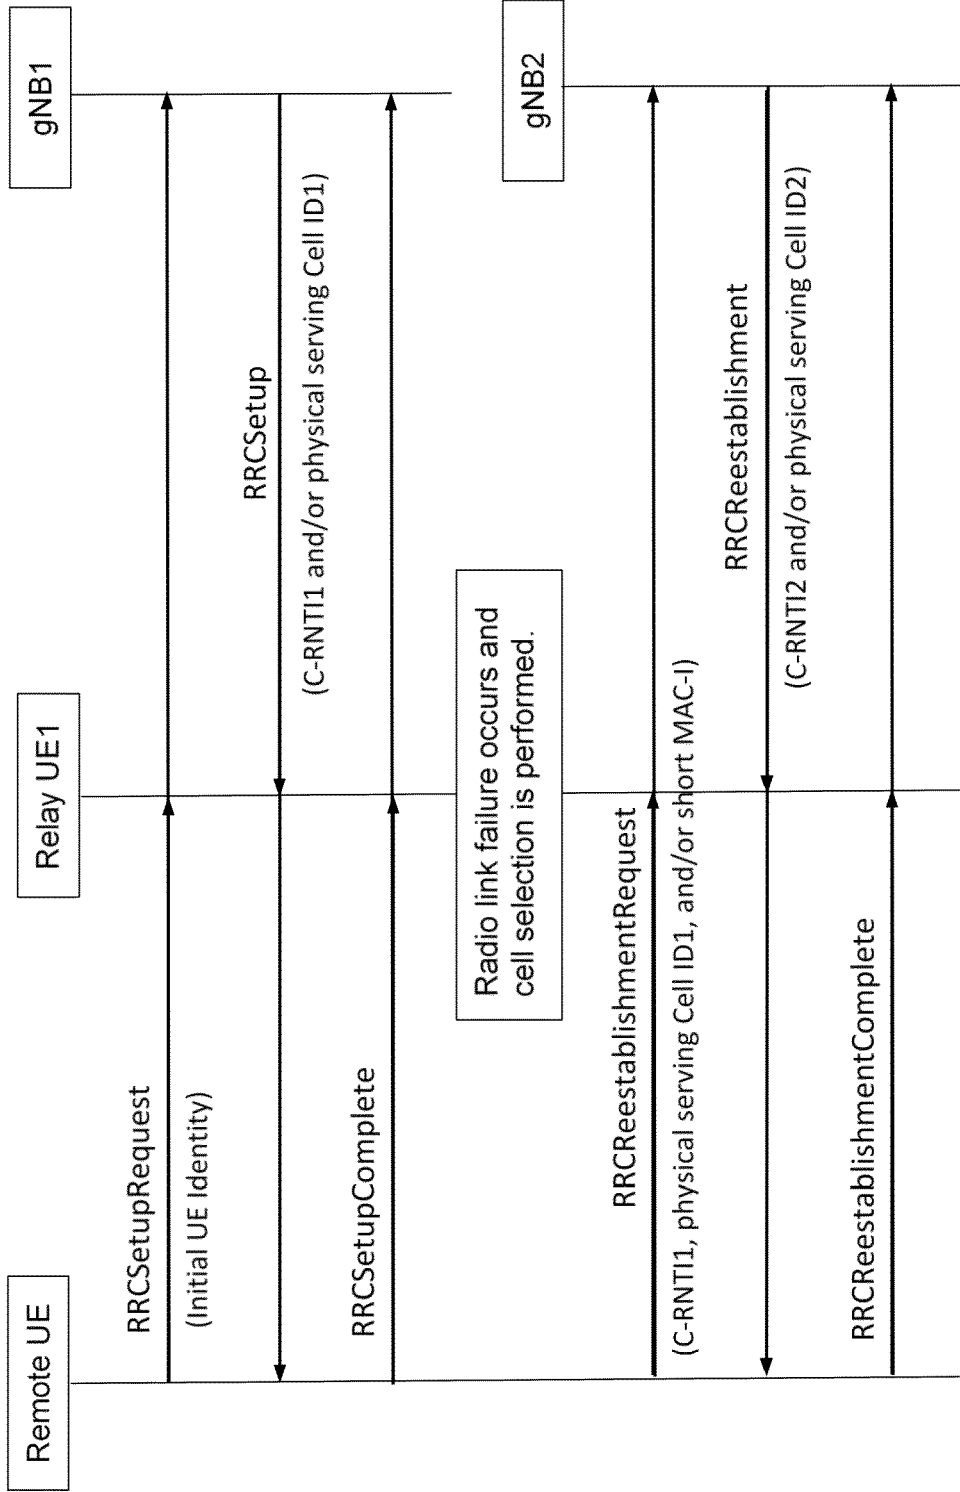 Remote UE
Relay UE1
gNB1
RRCSetupRequest
(Initial UE Identity)
RRCSetup
(C-RNTI1 and/or physical serving Cell ID1)
RRCSetupComplete
Radio link failure occurs and
cell selection is performed.
gNB2
RRCReestablishmentRequest
(C-RNTI1, physical serving Cell ID1, and/or short MAC-I)
RRCReestablishment
(C-RNTI2 and/or physical serving Cell ID2)
RRCReestablishmentComplete